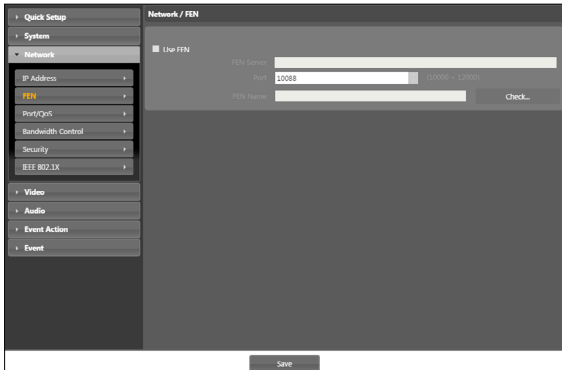 Quick Setup
System
Network
IP Address
FEN
Port/QoS
Bandwidth Control
Security
IEEE 802.1X
Video
Audio
Event Action
Event
Network / FEN
Use FEN
FEN Server
Port 10088 (10000 ~ 12000)
FEN Name Check...
Save